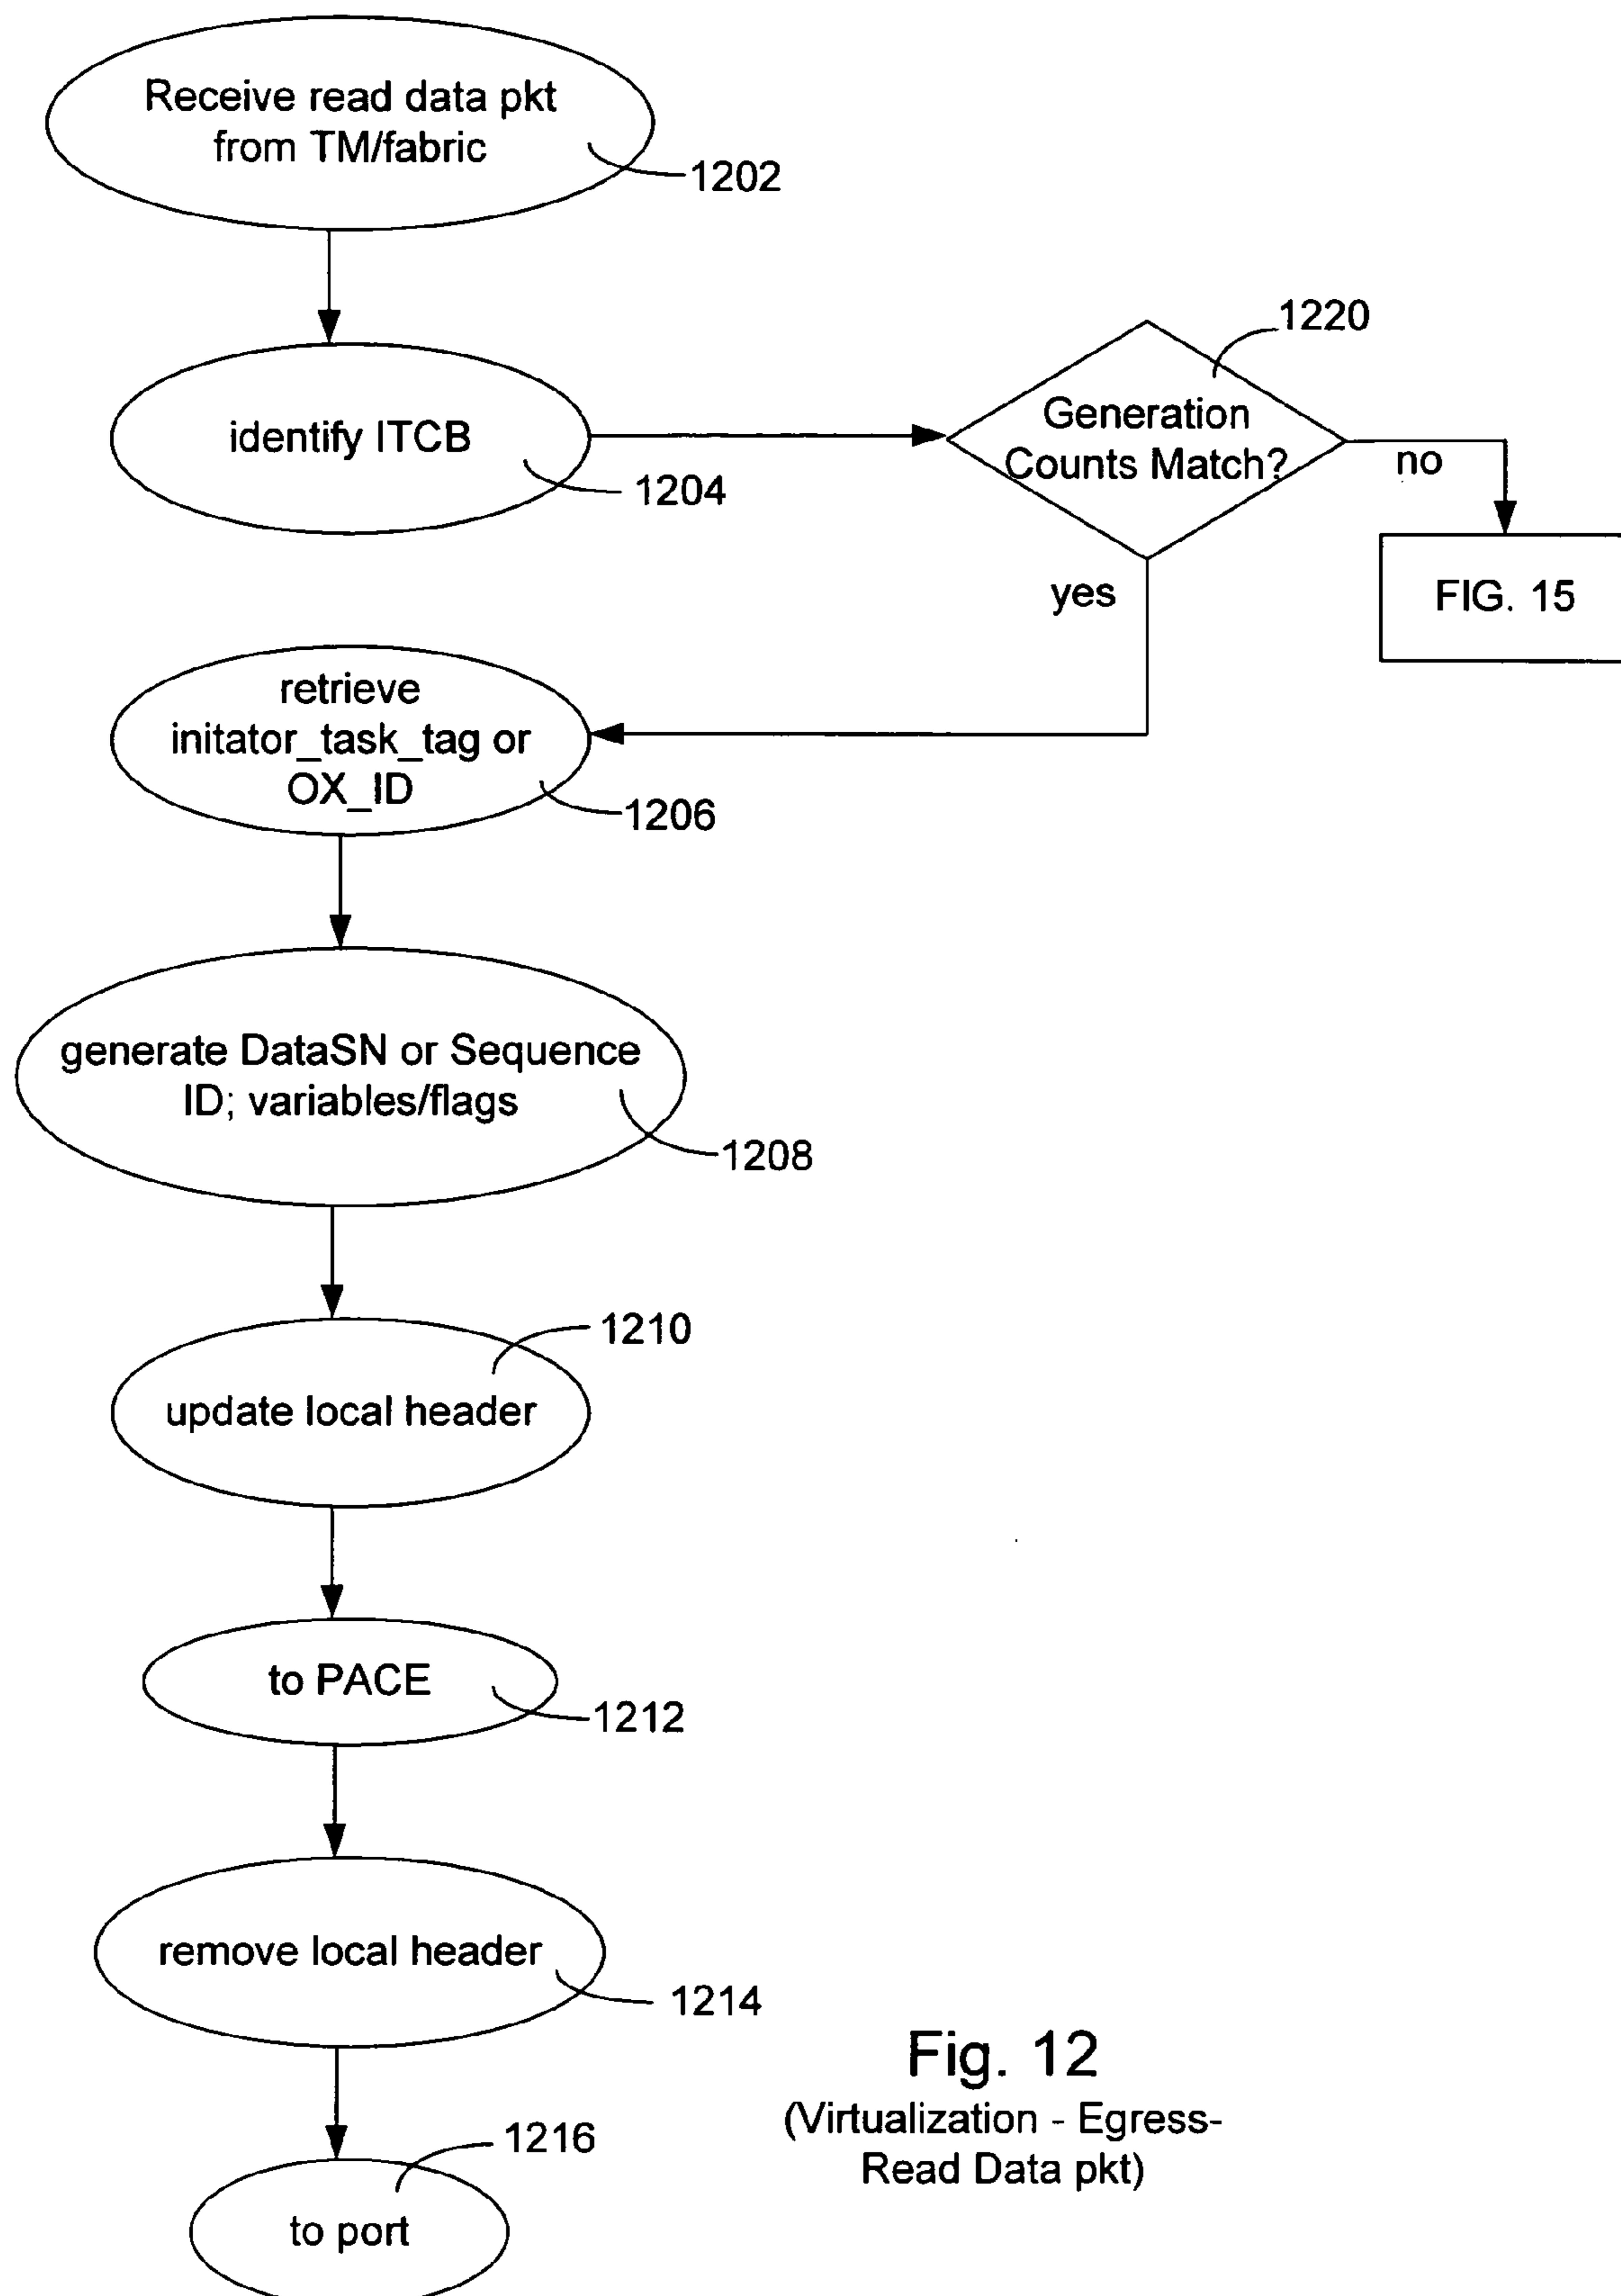 Receive read data pkt
from TM/fabric
1202
1220
identify ITCB
1204
Generation
Counts Match?
no
yes
FIG. 15
retrieve
initator_task_tag or
OX_ID
1206
generate DataSN or Sequence
ID; variables/flags
1208
1210
update local header
to PACE
1212
remove local header
1214
1216
to port
Fig. 12
(Virtualization - Egress-
Read Data pkt)